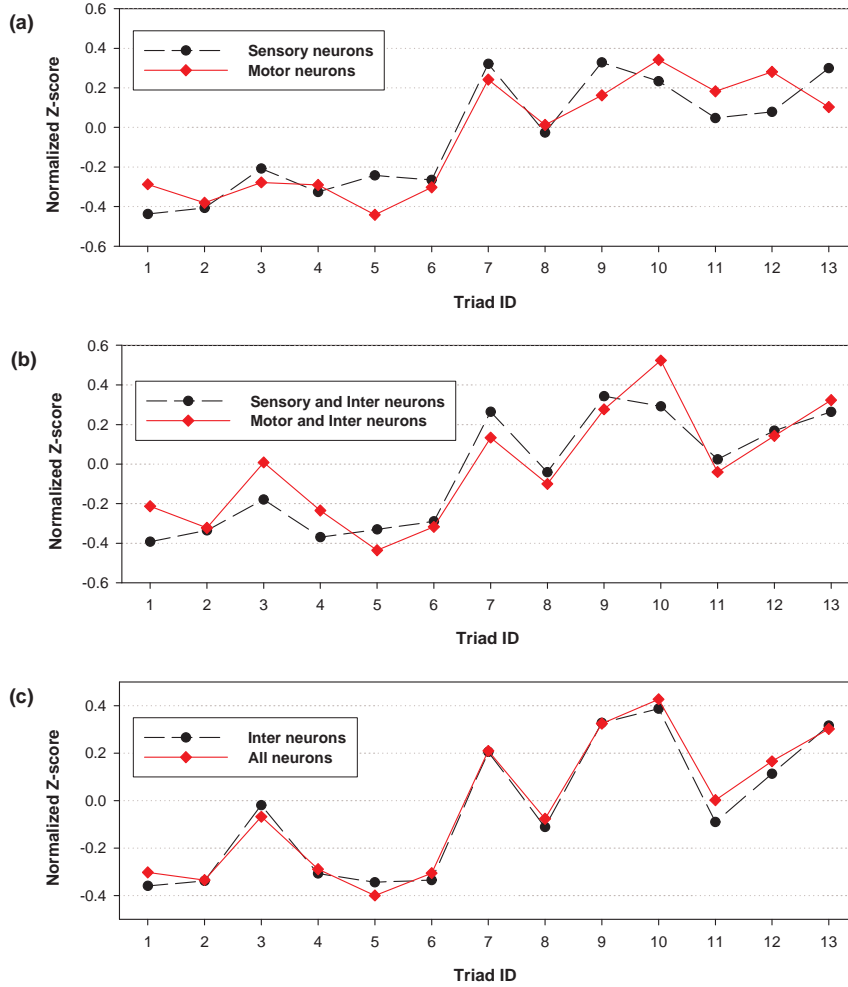 (a)
Normalized Z-score
0.6
0.4
0.2
0.0
-0.2
-0.4
-0.6
Sensory neurons
Motor neurons
1 2 3 4 5 6 7 8 9 10 11 12 13
Triad ID
(b)
Normalized Z-score
0.6
0.4
0.2
0.0
-0.2
-0.4
-0.6
Sensory and Inter neurons
Motor and Inter neurons
1 2 3 4 5 6 7 8 9 10 11 12 13
Triad ID
(c)
Normalized Z-score
0.4
0.2
0.0
-0.2
-0.4
Inter neurons
All neurons
1 2 3 4 5 6 7 8 9 10 11 12 13
Triad ID